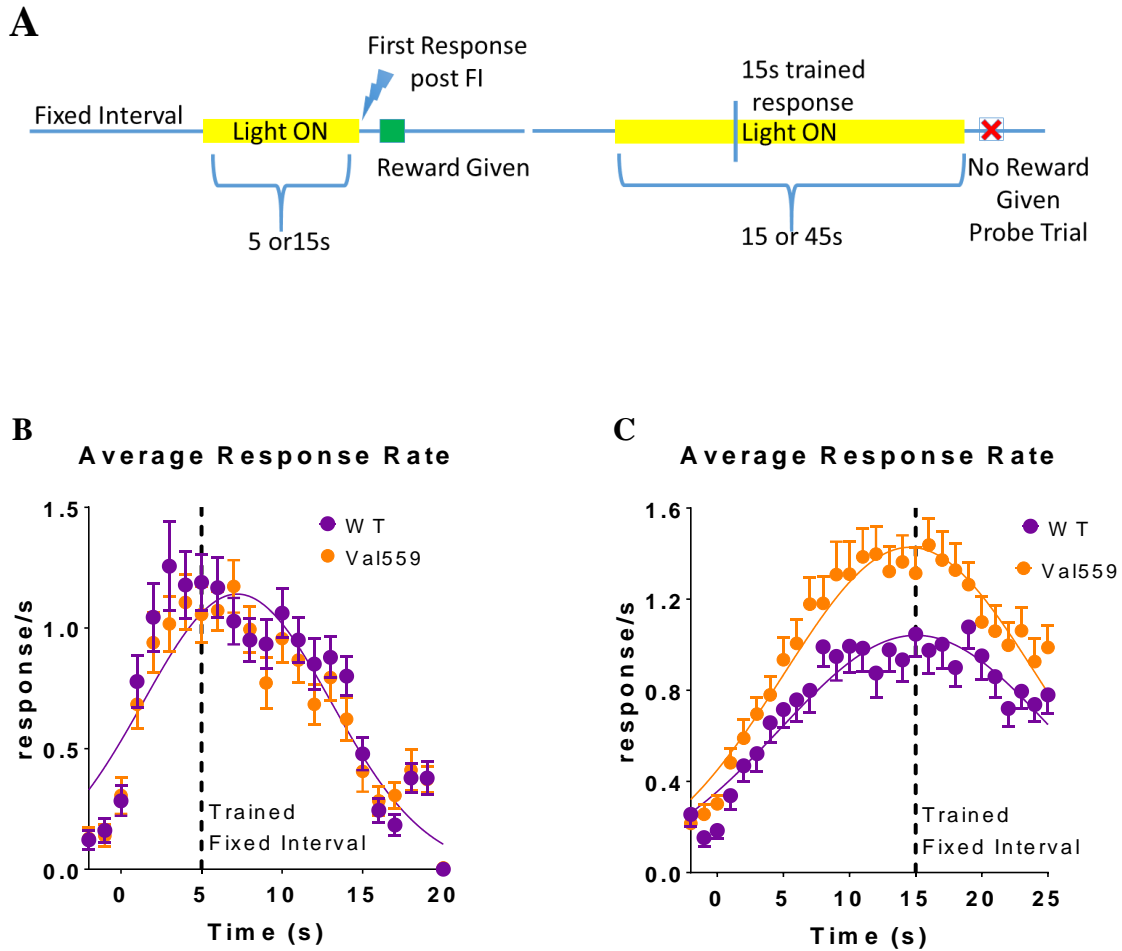 A
First Response
post FI
Fixed Interval
Light ON
Reward Given
5 or15s
15s trained
response
Light ON
No Reward
Given
Probe Trial
15 or 45s
B
Average Response Rate
1.5
1.0
0.5
0.0
response/s
WT
Val559
Trained
Fixed Interval
0 5 10 15 20
Time (s)
C
Average Response Rate
1.6
1.2
0.8
0.4
0.0
response/s
WT
Val559
Trained
Fixed Interval
0 5 10 15 20 25
Time (s)